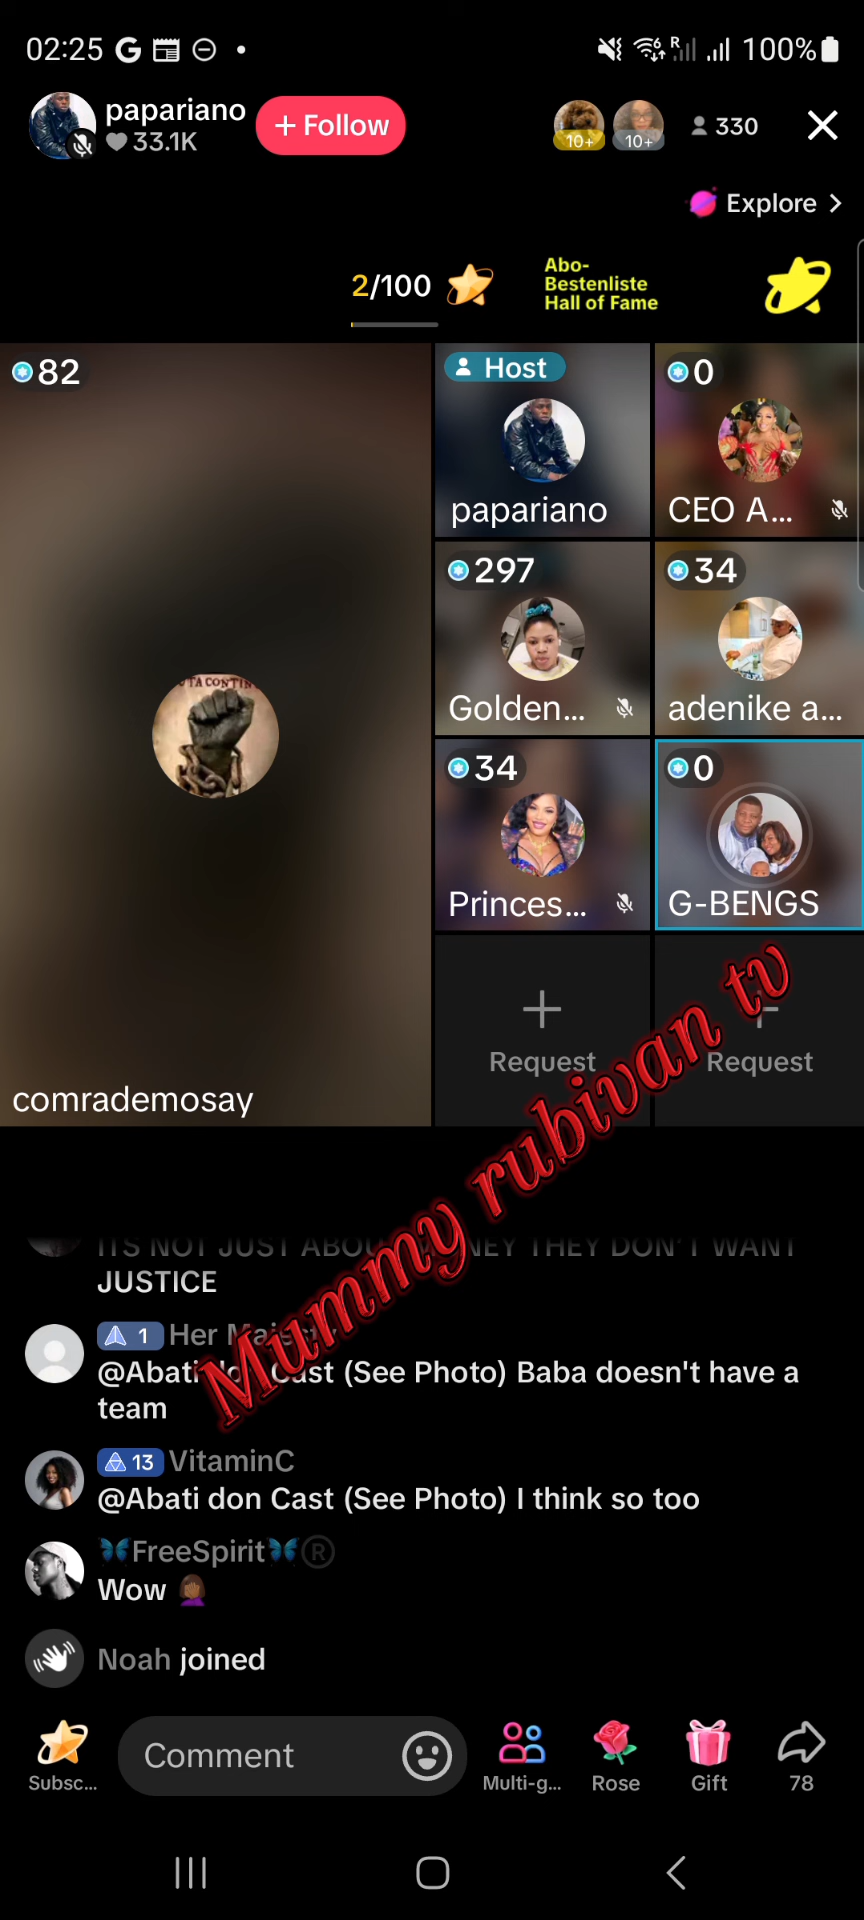 02:25
100%
papariano
33.1K
+ Follow
10+
10+
330
Explore
2/100
Abo-
Bestenliste
Hall of Fame
82
Host
0
papariano
CEO A...
297
34
Golden...
adenike a...
34
0
Princes...
G-BENGS
Request
Request
comrademosay
Mummy rubivan tv
JUSTICE
1 Her Majesty
@Abati don Cast (See Photo) Baba doesn't have a
team
13 VitaminC
@Abati don Cast (See Photo) I think so too
FreeSpirit ®
Wow
Noah joined
Subsc...
Comment
Multi-g...
Rose
Gift
78